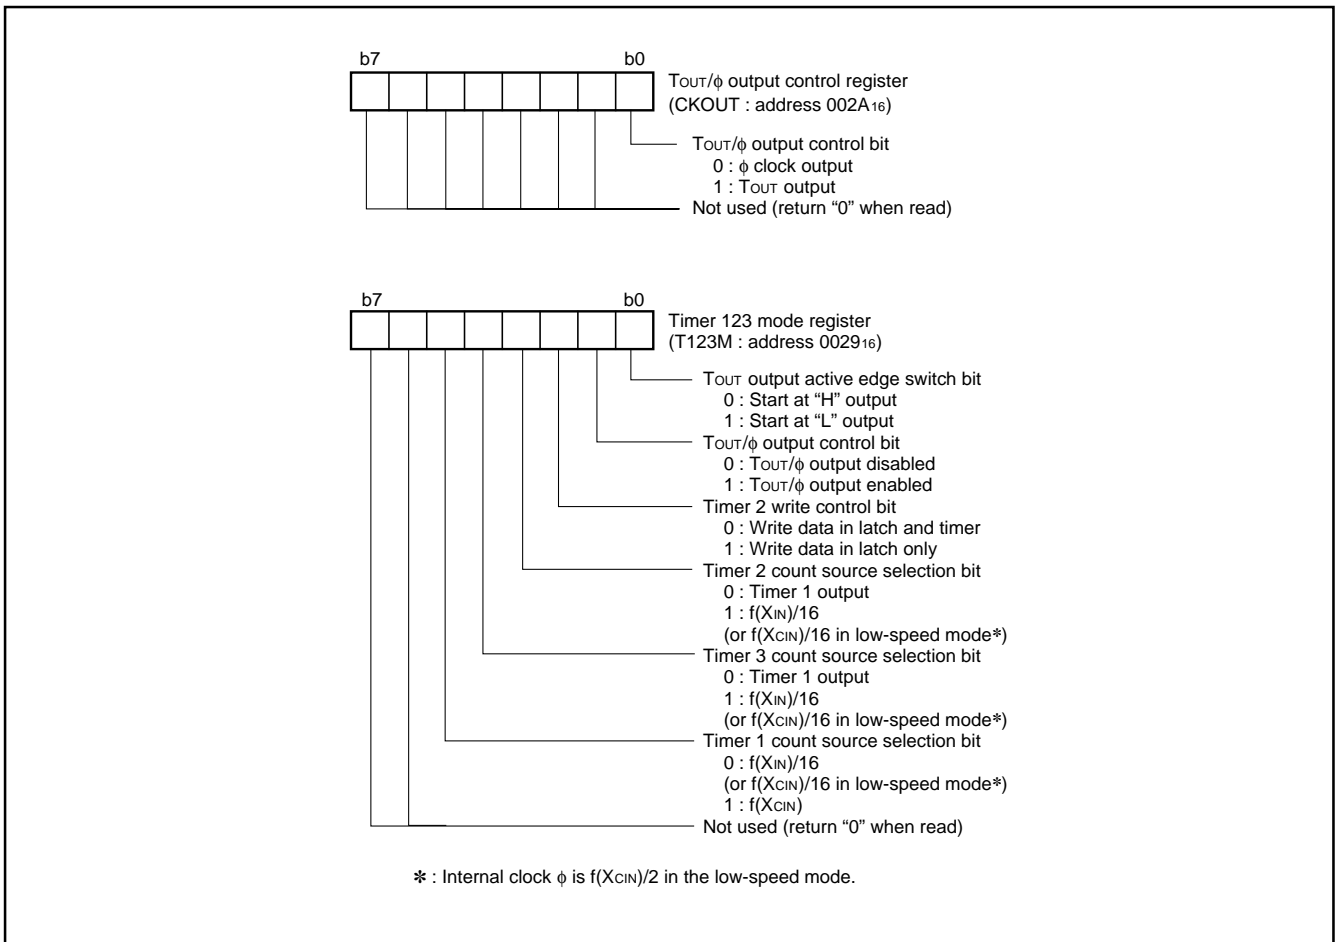 b7 b0
TOUT/ϕ output control register
(CKOUT : address 002A16)
TOUT/ϕ output control bit
0 : ϕ clock output
1 : TOUT output
Not used (return “0” when read)
b7 b0
Timer 123 mode register
(T123M : address 002916)
TOUT output active edge switch bit
0 : Start at “H” output
1 : Start at “L” output
TOUT/ϕ output control bit
0 : TOUT/ϕ output disabled
1 : TOUT/ϕ output enabled
Timer 2 write control bit
0 : Write data in latch and timer
1 : Write data in latch only
Timer 2 count source selection bit
0 : Timer 1 output
1 : f(XIN)/16
(or f(XCIN)/16 in low-speed mode✻)
Timer 3 count source selection bit
0 : Timer 1 output
1 : f(XIN)/16
(or f(XCIN)/16 in low-speed mode✻)
Timer 1 count source selection bit
0 : f(XIN)/16
(or f(XCIN)/16 in low-speed mode✻)
1 : f(XCIN)
Not used (return “0” when read)
✻ : Internal clock ϕ is f(XCIN)/2 in the low-speed mode.